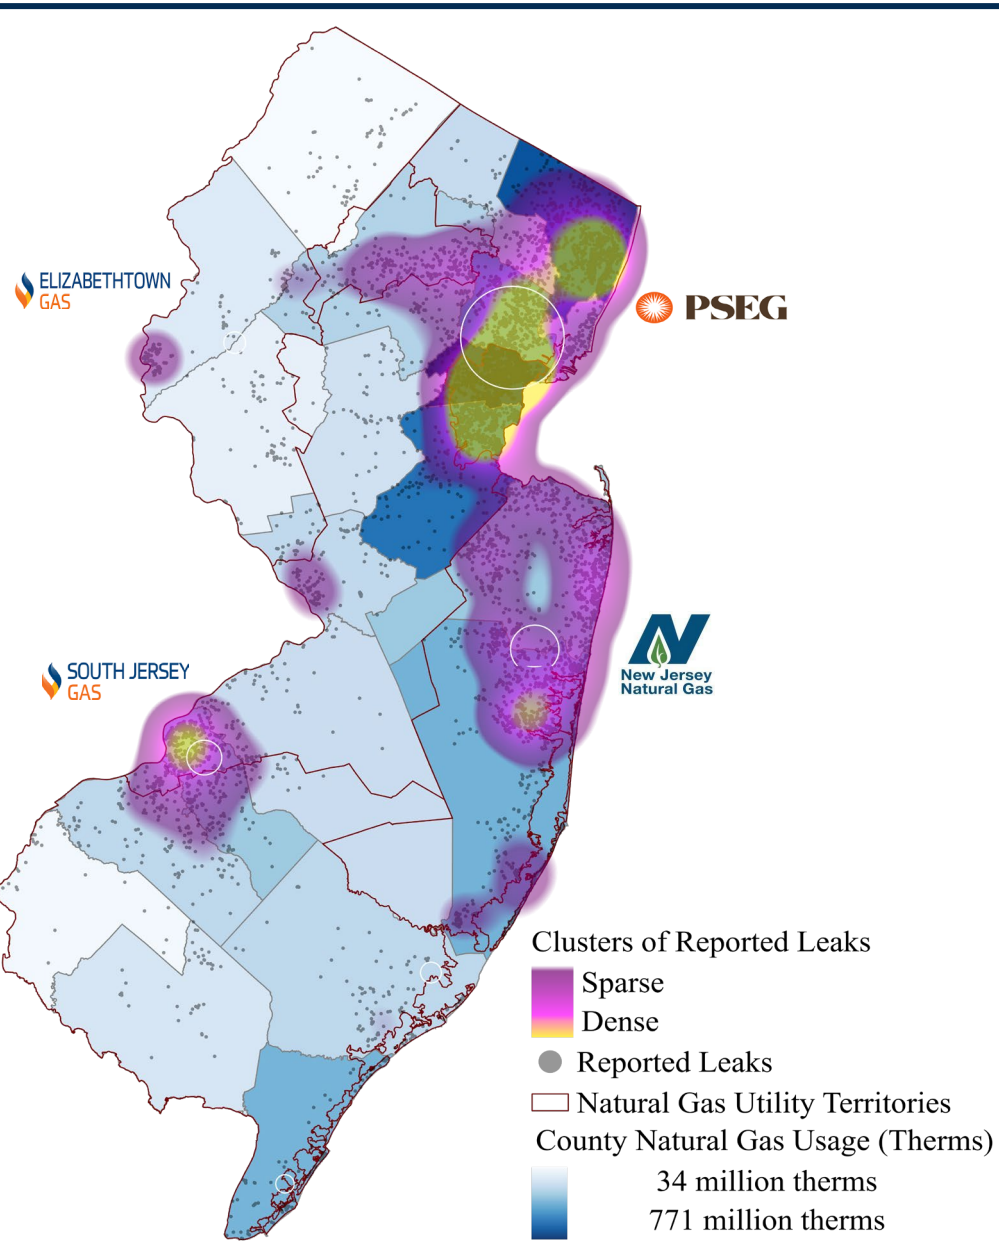 ELIZABETHTOWN
GAS
PSEG
New Jersey
Natural Gas
SOUTH JERSEY
GAS
Clusters of Reported Leaks
Sparse
Dense
Reported Leaks
Natural Gas Utility Territories
County Natural Gas Usage (Therms)
34 million therms
771 million therms